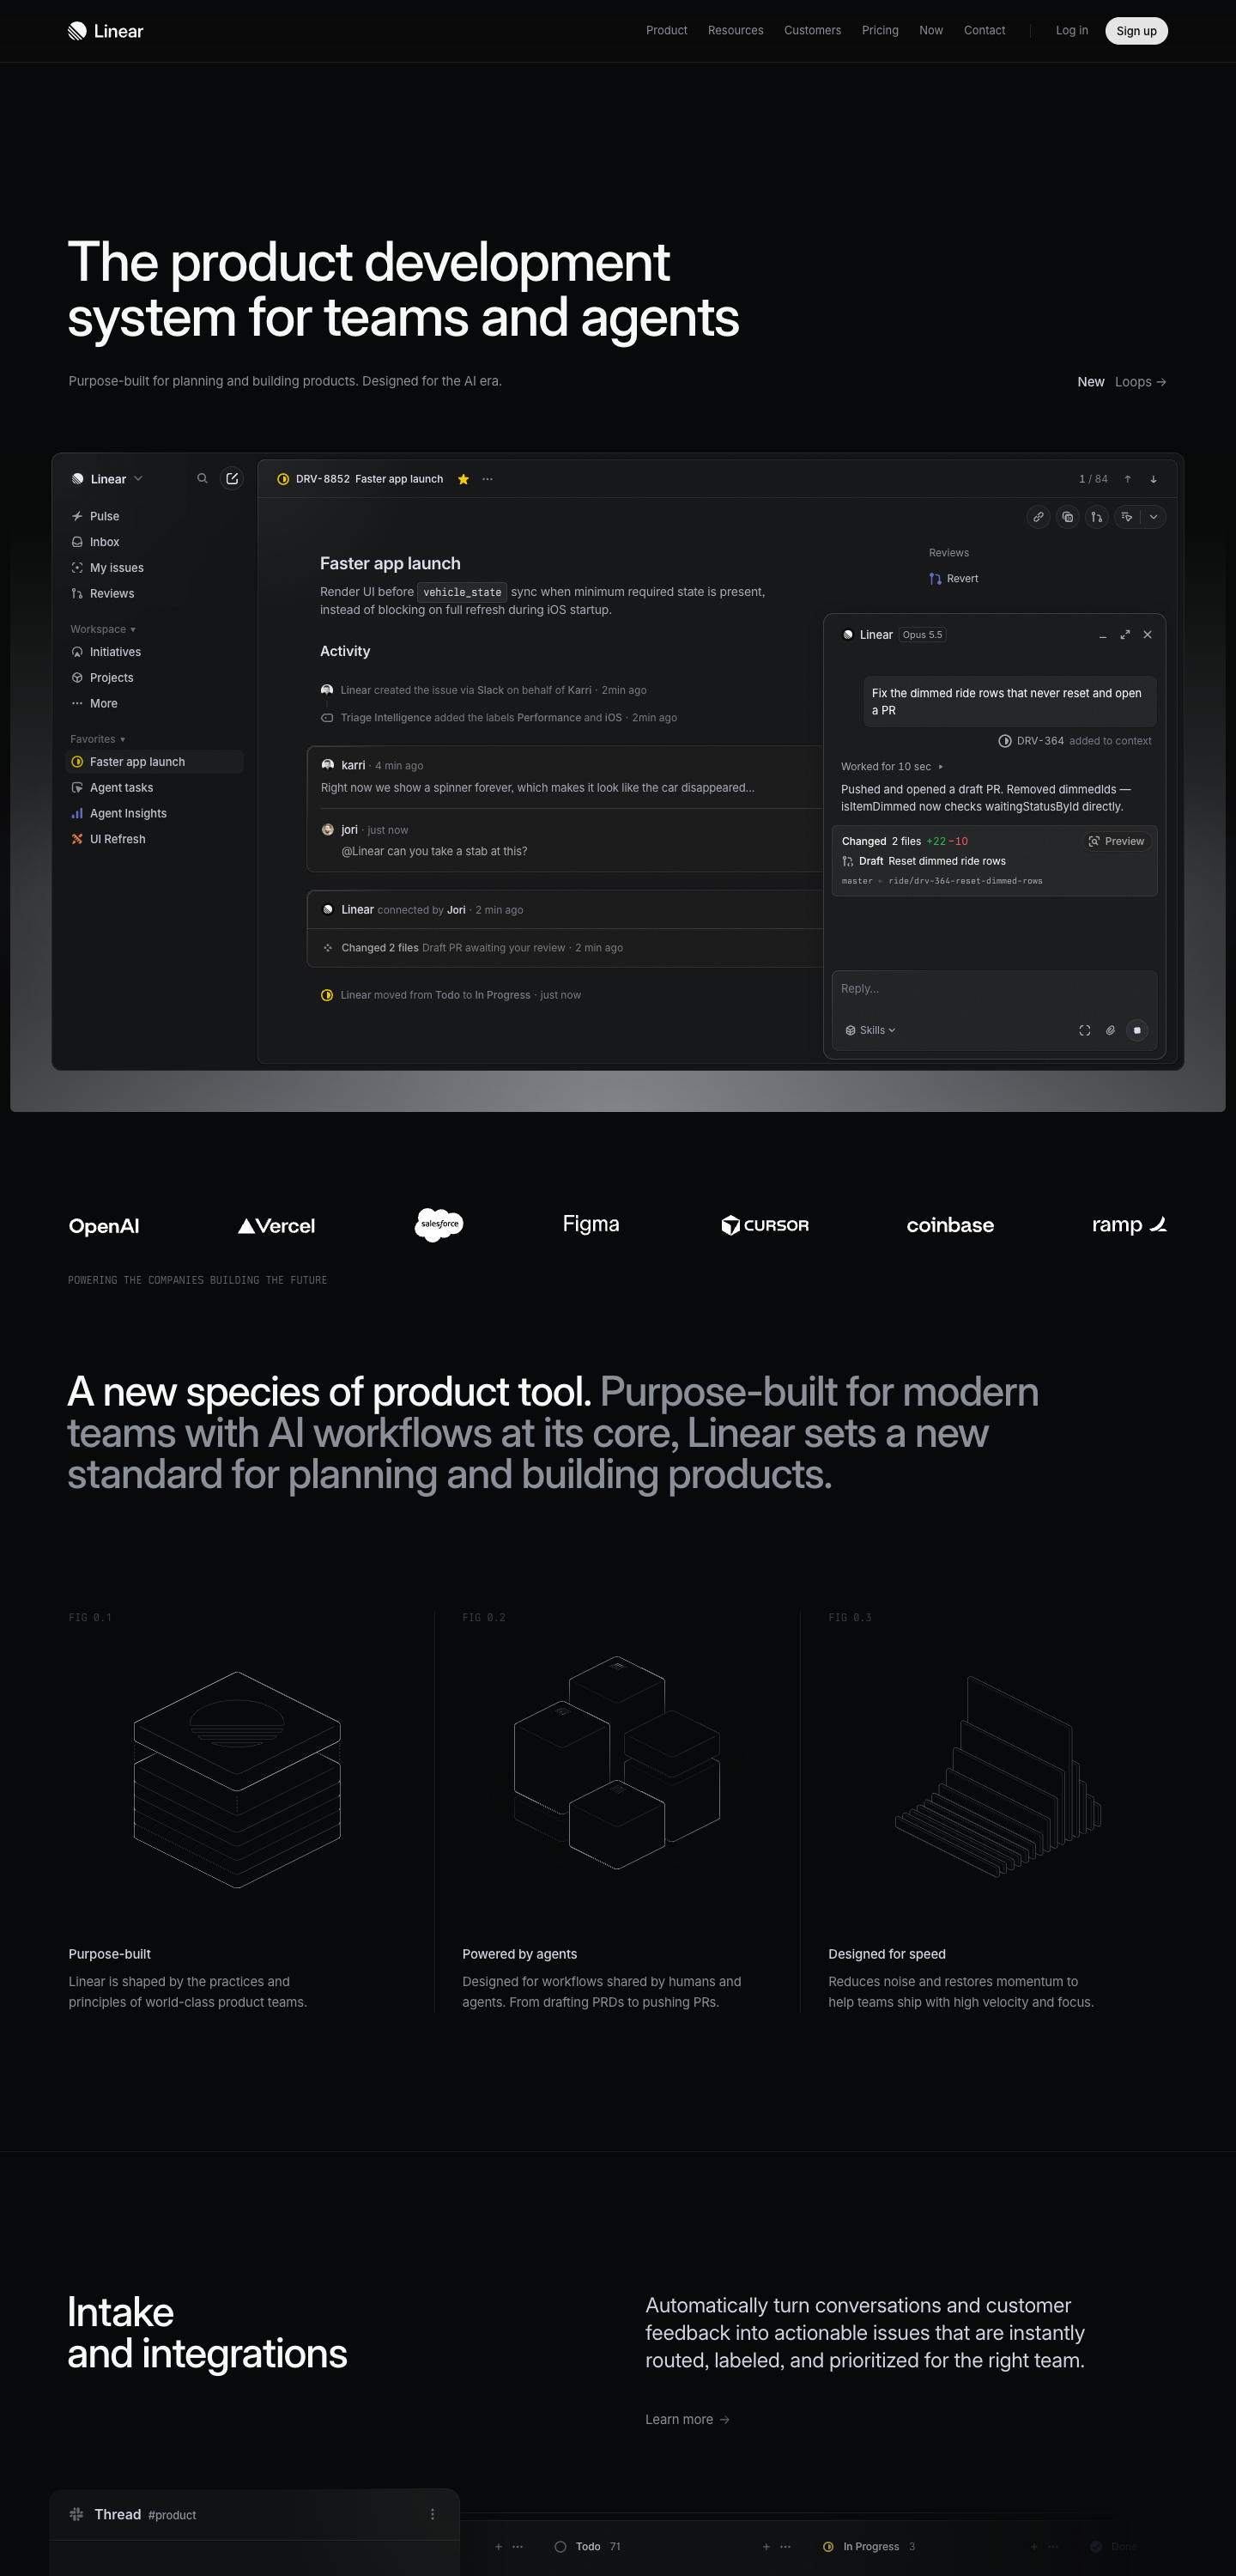 Linear
Product Resources Customers Pricing Now Contact Log in Sign up
The product development
system for teams and agents
Purpose-built for planning and building products. Designed for the AI era.
New Loops →
Linear
Pulse
Inbox
My issues
Reviews
Workspace
Initiatives
Projects
More
Favorites
Faster app launch
Agent tasks
Agent Insights
UI Refresh
DRV-8852 Faster app launch
1 / 84
Faster app launch
Render UI before vehicle_state sync when minimum required state is present,
instead of blocking on full refresh during iOS startup.
Activity
Linear created the issue via Slack on behalf of Karri · 2min ago
Triage Intelligence added the labels Performance and iOS · 2min ago
karri · 4 min ago
Right now we show a spinner forever, which makes it look like the car disappeared…
jori · just now
@Linear can you take a stab at this?
Linear connected by Jori · 2 min ago
Changed 2 files Draft PR awaiting your review · 2 min ago
Linear moved from Todo to In Progress · just now
Reviews
Revert
Linear Opus 5.5
Fix the dimmed ride rows that never reset and open
a PR
DRV-364 added to context
Worked for 10 sec
Pushed and opened a draft PR. Removed dimmedIds —
isItemDimmed now checks waitingStatusById directly.
Changed 2 files +22 −10
Preview
Draft Reset dimmed ride rows
master ← ride/drv-364-reset-dimmed-rows
Reply...
Skills
OpenAI Vercel salesforce Figma CURSOR coinbase ramp
POWERING THE COMPANIES BUILDING THE FUTURE
A new species of product tool. Purpose-built for modern
teams with AI workflows at its core, Linear sets a new
standard for planning and building products.
FIG 0.1
FIG 0.2
FIG 0.3
Purpose-built
Linear is shaped by the practices and
principles of world-class product teams.
Powered by agents
Designed for workflows shared by humans and
agents. From drafting PRDs to pushing PRs.
Designed for speed
Reduces noise and restores momentum to
help teams ship with high velocity and focus.
Intake
and integrations
Automatically turn conversations and customer
feedback into actionable issues that are instantly
routed, labeled, and prioritized for the right team.
Learn more →
Thread #product
Todo 71
In Progress 3
Done